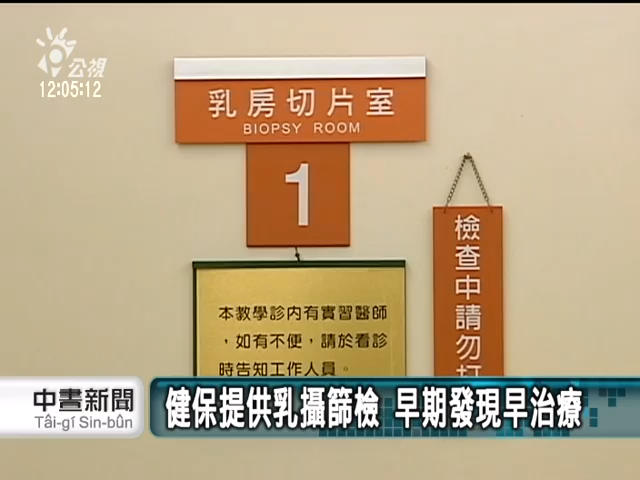 公視
12:05:12
乳房切片室
BIOPSY ROOM
1
檢查中請勿
本教學診內有實習醫師
，如有不便，請於看診
時告知工作人員。
中晝新聞
Tâi-gí Sin-bûn
健保提供乳攝篩檢 早期發現早治療